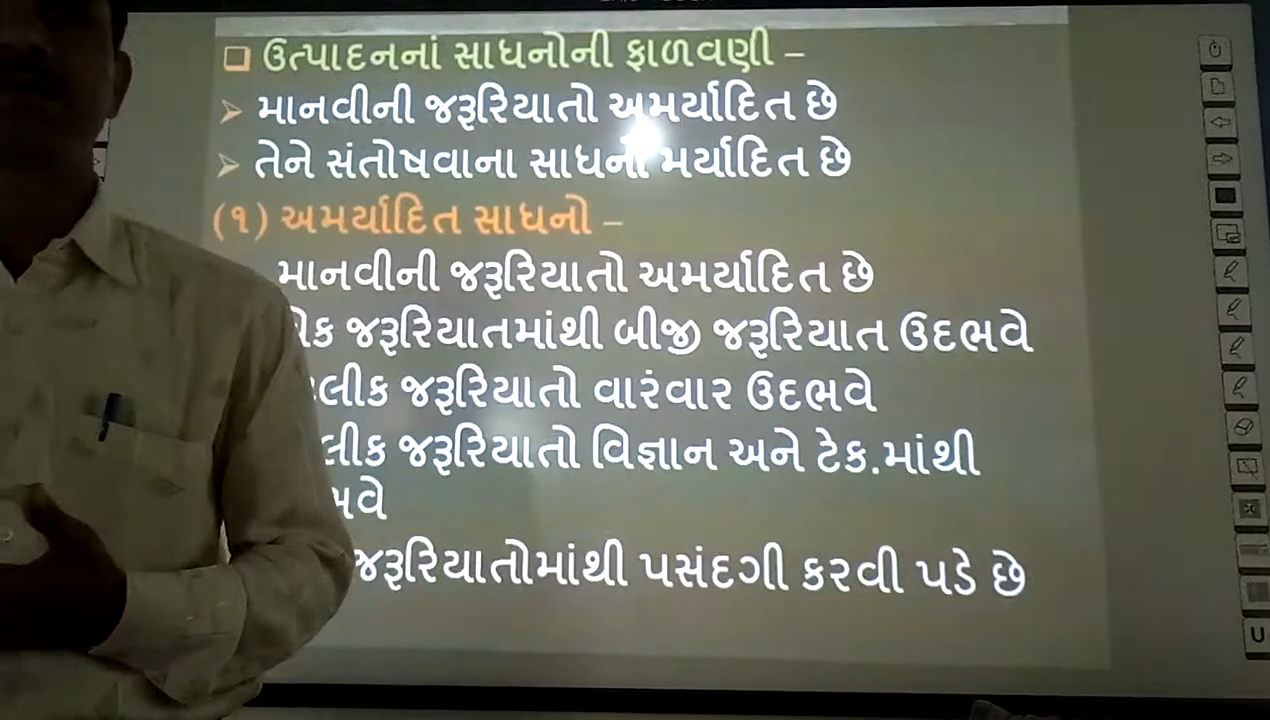 ઉત્પાદનનાં સાધનોની ફાળવણી –
માનવીની જરૂરિયાતો અમર્યાદિત છે
તેને સંતોષવાના સાધનો મર્યાદિત છે
(૧) અમર્યાદિત સાધનો –
માનવીની જરૂરિયાતો અમર્યાદિત છે
જરૂરિયાતમાંથી બીજી જરૂરિયાત ઉદભવે
જરૂરિયાતો વારંવાર ઉદભવે
જરૂરિયાતો વિજ્ઞાન અને ટેક.માંથી
જરૂરિયાતોમાંથી પસંદગી કરવી પડે છે